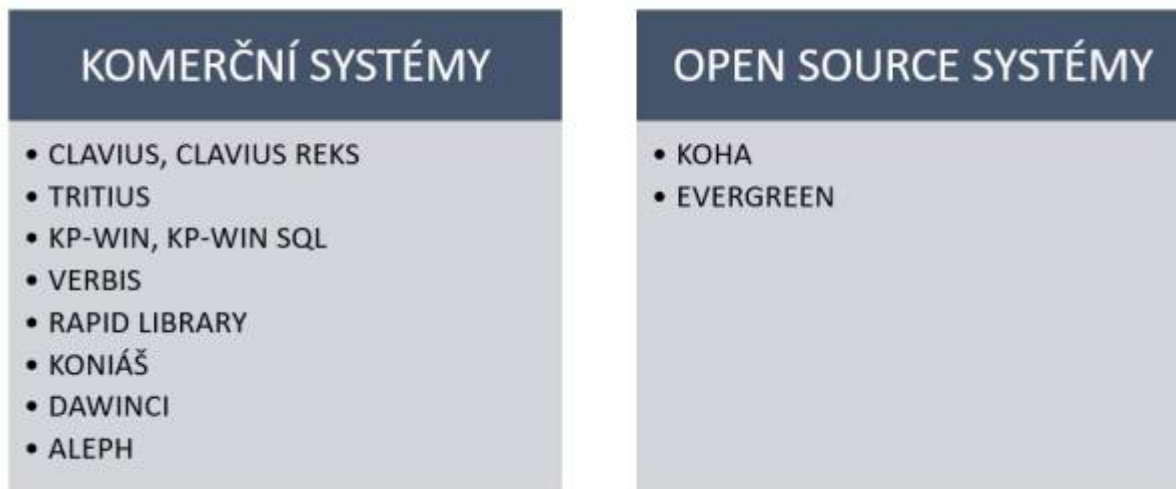 KOMERČNÍ SYSTÉMY
• CLAVIUS, CLAVIUS REKS
• TRITIUS
• KP-WIN, KP-WIN SQL
• VERBIS
• RAPID LIBRARY
• KONIÁŠ
• DAWINCI
• ALEPH
OPEN SOURCE SYSTÉMY
• KOHA
• EVERGREEN